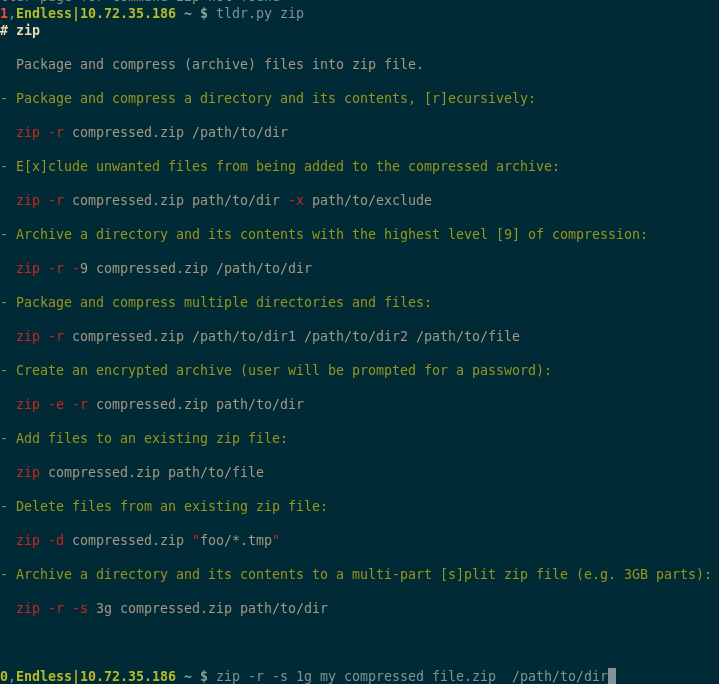 1,Endless|10.72.35.186 ~ $ tldr.py zip
# zip
Package and compress (archive) files into zip file.
- Package and compress a directory and its contents, [r]ecursively:
zip -r compressed.zip /path/to/dir
- E[x]clude unwanted files from being added to the compressed archive:
zip -r compressed.zip path/to/dir -x path/to/exclude
- Archive a directory and its contents with the highest level [9] of compression:
zip -r -9 compressed.zip /path/to/dir
- Package and compress multiple directories and files:
zip -r compressed.zip /path/to/dir1 /path/to/dir2 /path/to/file
- Create an encrypted archive (user will be prompted for a password):
zip -e -r compressed.zip path/to/dir
- Add files to an existing zip file:
zip compressed.zip path/to/file
- Delete files from an existing zip file:
zip -d compressed.zip "foo/*.tmp"
- Archive a directory and its contents to a multi-part [s]plit zip file (e.g. 3GB parts):
zip -r -s 3g compressed.zip path/to/dir
0,Endless|10.72.35.186 ~ $ zip -r -s 1g my compressed file.zip  /path/to/dir